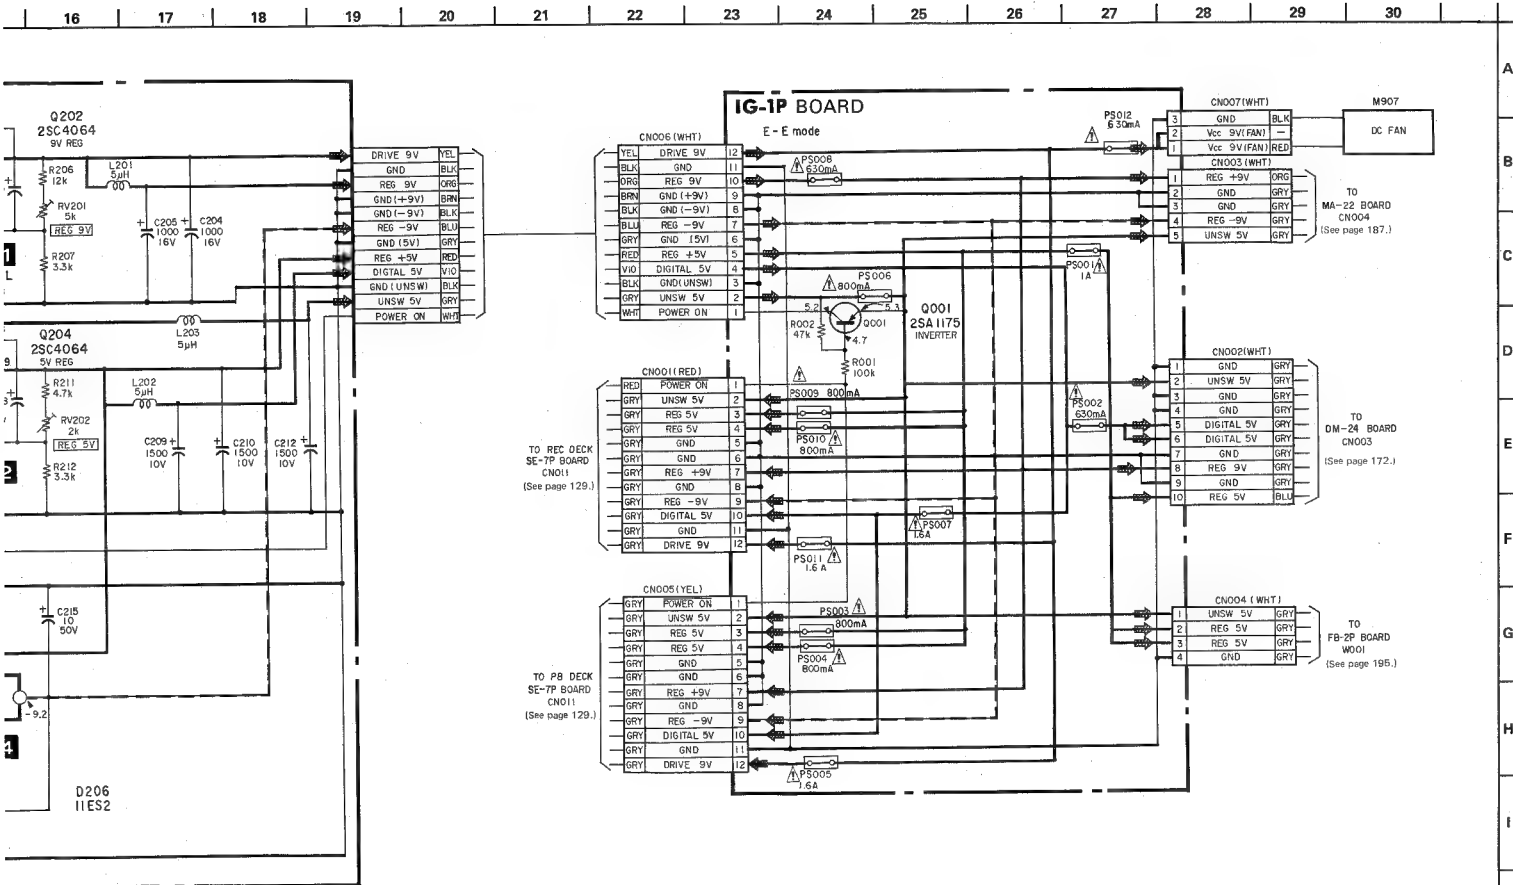 16 17 18 19 20 21 22 23 24 25 26 27 28 29 30
A
B
C
D
E
F
G
H
I
Q202
2SC4064
9V REG
R206
12k
L201
5µH
RV201
5k
REG 9V
C205
1000
16V
C204
1000
16V
R207
3.3k
1
L
L203
5µH
Q204
2SC4064
5V REG
R211
4.7k
L202
5µH
RV202
2k
REG 5V
R212
3.3k
C209
1500
10V
C210
1500
10V
C212
1500
10V
2
C215
10
50V
-9.2
4
D206
11ES2
DRIVE 9V YEL
GND BLK
REG 9V ORG
GND(+9V) BRN
GND(-9V) BLK
REG -9V BLU
GND (5V) GRY
REG +5V RED
DIGTAL 5V VIO
GND(UNSW) BLK
UNSW 5V GRY
POWER ON WHT
IG-1P BOARD
E-E mode
CN006(WHT)
YEL DRIVE 9V 12
BLK GND 11
ORG REG 9V 10
BRN GND(+9V) 9
BLK GND(-9V) 8
BLU REG -9V 7
GRY GND (5V) 6
RED REG +5V 5
VIO DIGITAL 5V 4
BLK GND(UNSW) 3
GRY UNSW 5V 2
WHT POWER ON 1
PS008
630mA
PS006
800mA
5.2
5.3
Q001
4.7
R002
47k
R001
100k
Q001
2SA1175
INVERTER
PS012
630mA
PS001
1A
CN007(WHT)
3 GND BLK
2 Vcc 9V(FAN) —
1 Vcc 9V(FAN) RED
M907
DC FAN
CN003(WHT)
1 REG +9V ORG
2 GND GRY
3 GND GRY
4 REG -9V GRY
5 UNSW 5V GRY
TO
MA-22 BOARD
CN004
(See page 187.)
CN001(RED)
RED POWER ON 1
GRY UNSW 5V 2
GRY REG 5V 3
GRY REG 5V 4
GRY GND 5
GRY GND 6
GRY REG +9V 7
GRY GND 8
GRY REG -9V 9
GRY DIGITAL 5V 10
GRY GND 11
GRY DRIVE 9V 12
TO REC DECK
SE-7P BOARD
CN011
(See page 129.)
PS009 800mA
PS010
800mA
PS002
630mA
PS007
1.6A
PS011
1.6A
CN002(WHT)
1 GND GRY
2 UNSW 5V GRY
3 GND GRY
4 GND GRY
5 DIGITAL 5V GRY
6 DIGITAL 5V GRY
7 GND GRY
8 REG 9V GRY
9 GND GRY
10 REG 5V BLU
TO
DM-24 BOARD
CN003
(See page 172.)
CN005(YEL)
GRY POWER ON 1
GRY UNSW 5V 2
GRY REG 5V 3
GRY REG 5V 4
GRY GND 5
GRY GND 6
GRY REG +9V 7
GRY GND 8
GRY REG -9V 9
GRY DIGITAL 5V 10
GRY GND 11
GRY DRIVE 9V 12
TO PB DECK
SE-7P BOARD
CN011
(See page 129.)
PS003
800mA
PS004
800mA
PS005
1.6A
CN004 (WHT)
1 UNSW 5V GRY
2 REG 5V GRY
3 REG 5V GRY
4 GND GRY
TO
FB-2P BOARD
W001
(See page 195.)